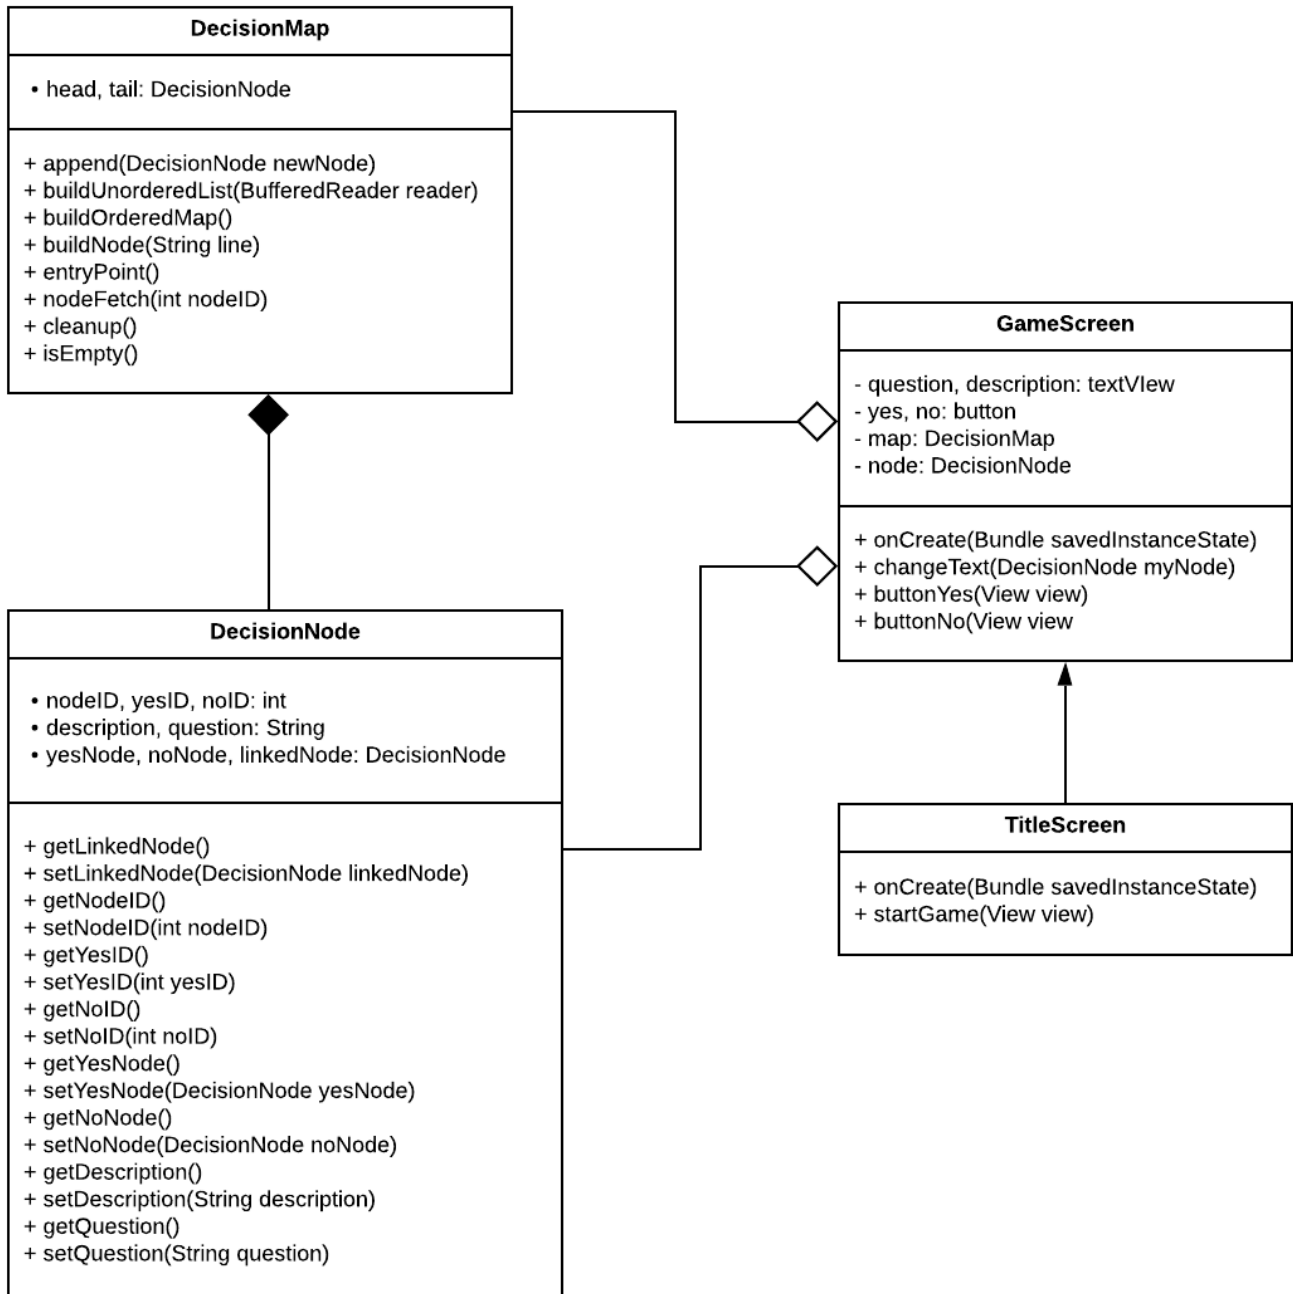 DecisionMap
• head, tail: DecisionNode
+ append(DecisionNode newNode)
+ buildUnorderedList(BufferedReader reader)
+ buildOrderedMap()
+ buildNode(String line)
+ entryPoint()
+ nodeFetch(int nodeID)
+ cleanup()
+ isEmpty()
GameScreen
- question, description: textVIew
- yes, no: button
- map: DecisionMap
- node: DecisionNode
+ onCreate(Bundle savedInstanceState)
+ changeText(DecisionNode myNode)
+ buttonYes(View view)
+ buttonNo(View view
DecisionNode
• nodeID, yesID, noID: int
• description, question: String
• yesNode, noNode, linkedNode: DecisionNode
+ getLinkedNode()
+ setLinkedNode(DecisionNode linkedNode)
+ getNodeID()
+ setNodeID(int nodeID)
+ getYesID()
+ setYesID(int yesID)
+ getNoID()
+ setNoID(int noID)
+ getYesNode()
+ setYesNode(DecisionNode yesNode)
+ getNoNode()
+ setNoNode(DecisionNode noNode)
+ getDescription()
+ setDescription(String description)
+ getQuestion()
+ setQuestion(String question)
TitleScreen
+ onCreate(Bundle savedInstanceState)
+ startGame(View view)